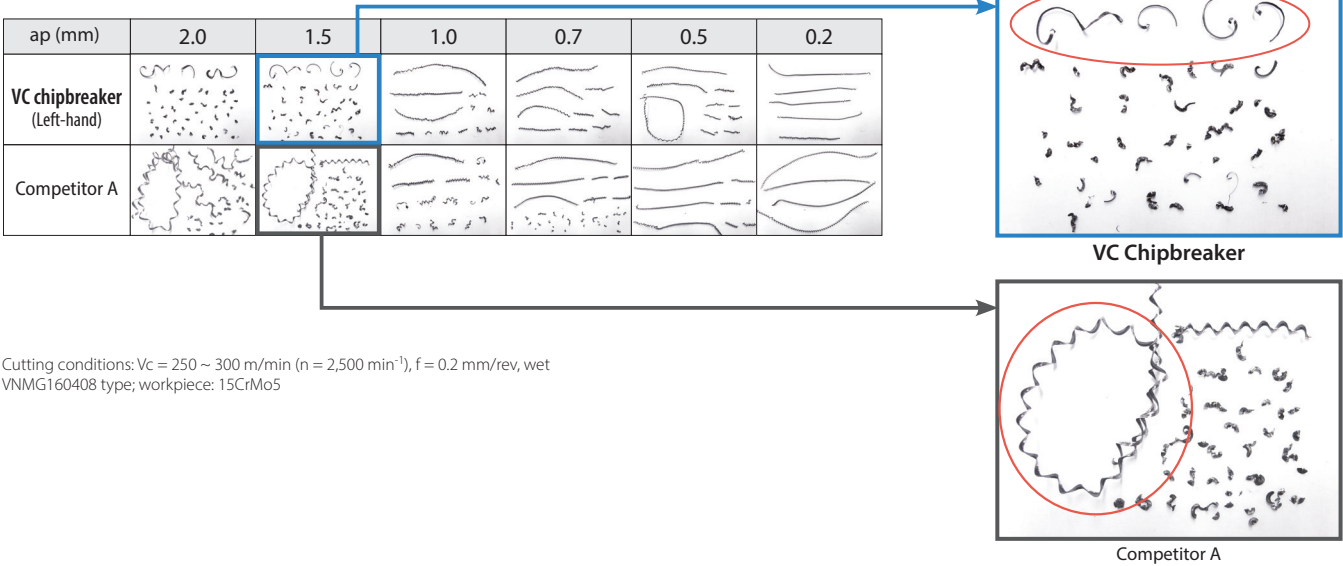 ap (mm) 2.0 1.5 1.0 0.7 0.5 0.2
VC chipbreaker
(Left-hand)
Competitor A
VC Chipbreaker
Cutting conditions: Vc = 250 ~ 300 m/min (n = 2,500 min⁻¹), f = 0.2 mm/rev, wet
VNMG160408 type; workpiece: 15CrMo5
Competitor A